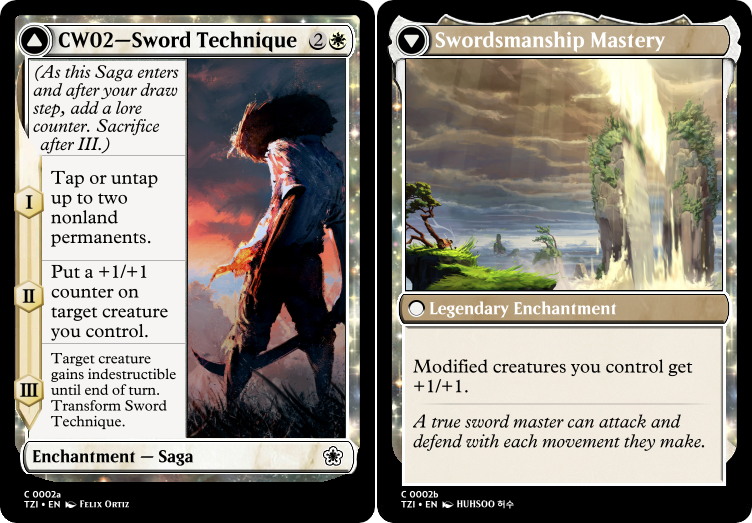 CW02—Sword Technique 2
(As this Saga enters
and after your draw
step, add a lore
counter. Sacrifice
after III.)
I
Tap or untap
up to two
nonland
permanents.
II
Put a +1/+1
counter on
target creature
you control.
III
Target creature
gains indestructible
until end of turn.
Transform Sword
Technique.
Enchantment — Saga
C 0002a
TZI • EN Felix Ortiz
Swordsmanship Mastery
Legendary Enchantment
Modified creatures you control get
+1/+1.
A true sword master can attack and
defend with each movement they make.
C 0002b
TZI • EN HUHSOO 허수